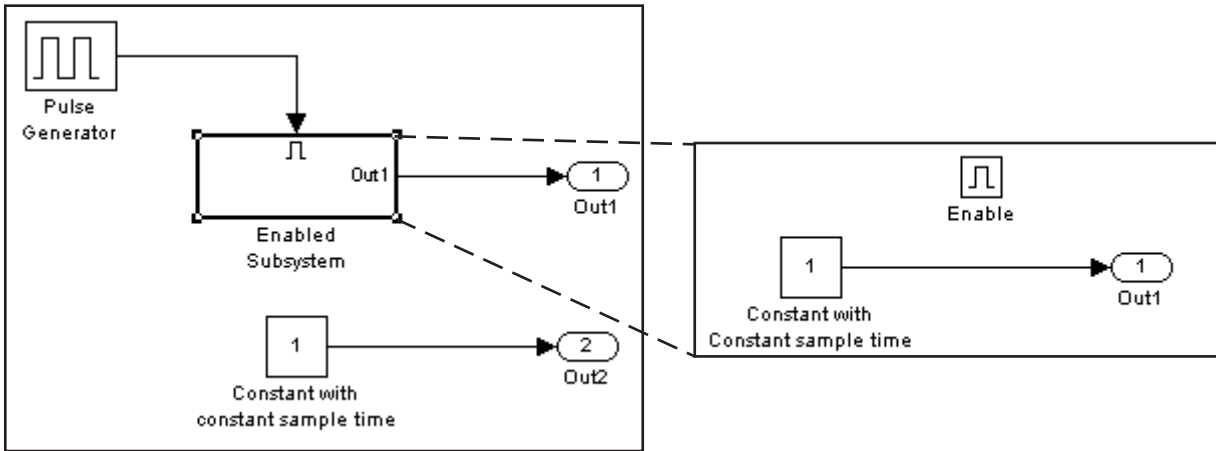 Pulse
Generator
Out1
1
Out1
Enabled
Subsystem
1
Constant with
constant sample time
2
Out2
Enable
1
Constant with
Constant sample time
1
Out1